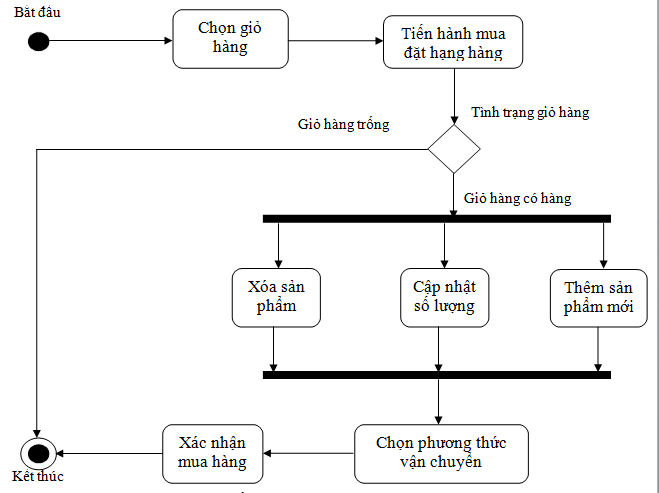 Bắt đầu
Chọn giỏ
hàng
Tiến hành mua
đặt hạng hàng
Tình trạng giỏ hàng
Giỏ hàng trống
Giỏ hàng có hàng
Xóa sản
phẩm
Cập nhật
số lượng
Thêm sản
phẩm mới
Chọn phương thức
vận chuyển
Xác nhận
mua hàng
Kết thúc